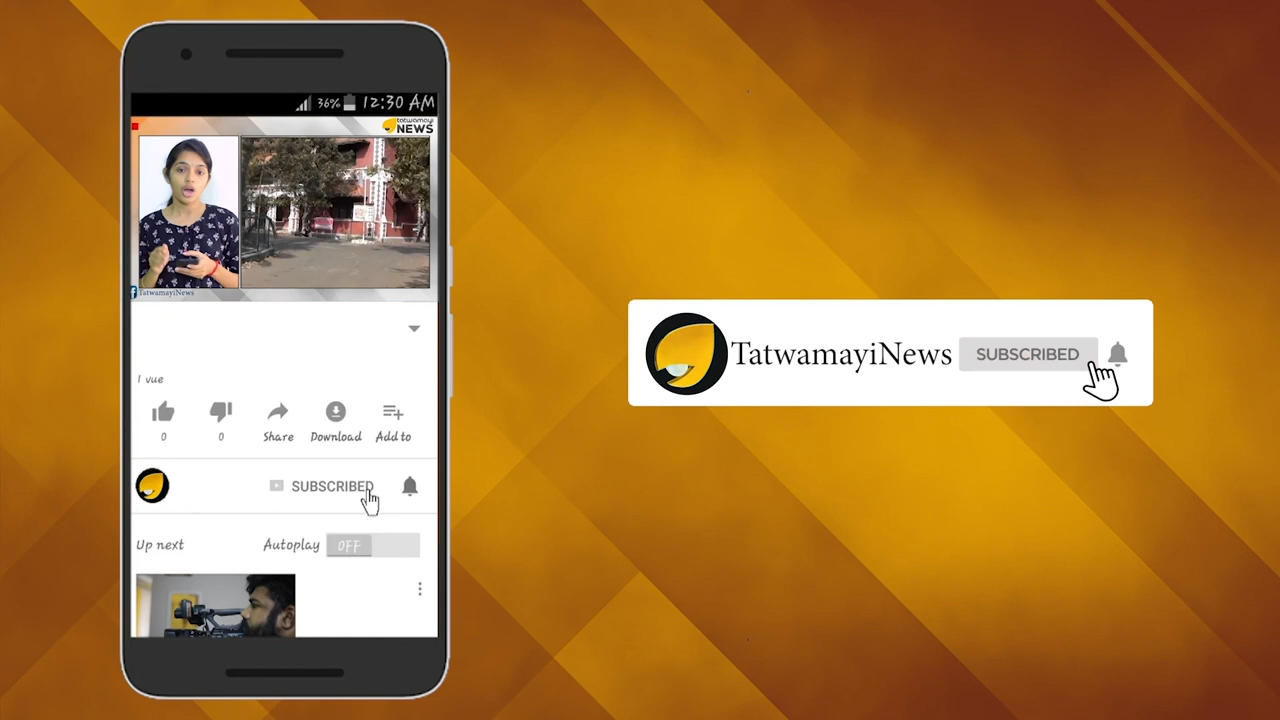 36% 12:30 AM
tatwamayi
NEWS
TatwamayiNews
1 vue
0 0 Share Download Add to
SUBSCRIBED
Up next Autoplay OFF
TatwamayiNews SUBSCRIBED